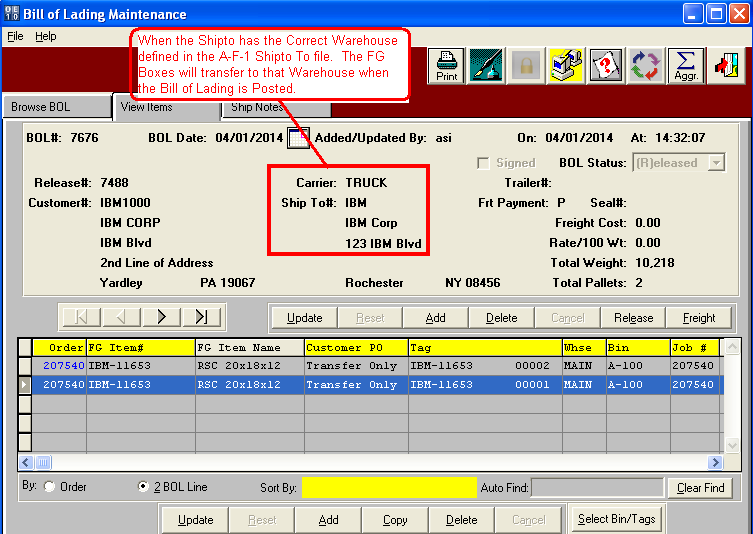 Bill of Lading Maintenance
File Help
When the Shipto has the Correct Warehouse
defined in the A-F-1 Shipto To file. The FG
Boxes will transfer to that Warehouse when
the Bill of Lading is Posted.
Print
Aggr.
Browse BOL View Items Ship Notes
BOL#: 7676 BOL Date: 04/01/2014 Added/Updated By: asi On: 04/01/2014 At: 14:32:07
Signed BOL Status: (R)eleased
Release#: 7488 Carrier: TRUCK Trailer#:
Customer#: IBM1000 Ship To#: IBM Frt Payment: P Seal#:
IBM CORP IBM Corp Freight Cost: 0.00
IBM Blvd 123 IBM Blvd Rate/100 Wt: 0.00
2nd Line of Address Total Weight: 10,218
Yardley PA 19067 Rochester NY 08456 Total Pallets: 2
Update Reset Add Delete Cancel Release Freight
Order FG Item# FG Item Name Customer PO Tag Whse Bin Job #
207540 IBM-11653 RSC 20x18x12 Transfer Only IBM-11653 00002 MAIN A-100 207540
207540 IBM-11653 RSC 20x18x12 Transfer Only IBM-11653 00001 MAIN A-100 207540
By: Order 2 BOL Line Sort By: Auto Find: Clear Find
Update Reset Add Copy Delete Cancel Select Bin/Tags